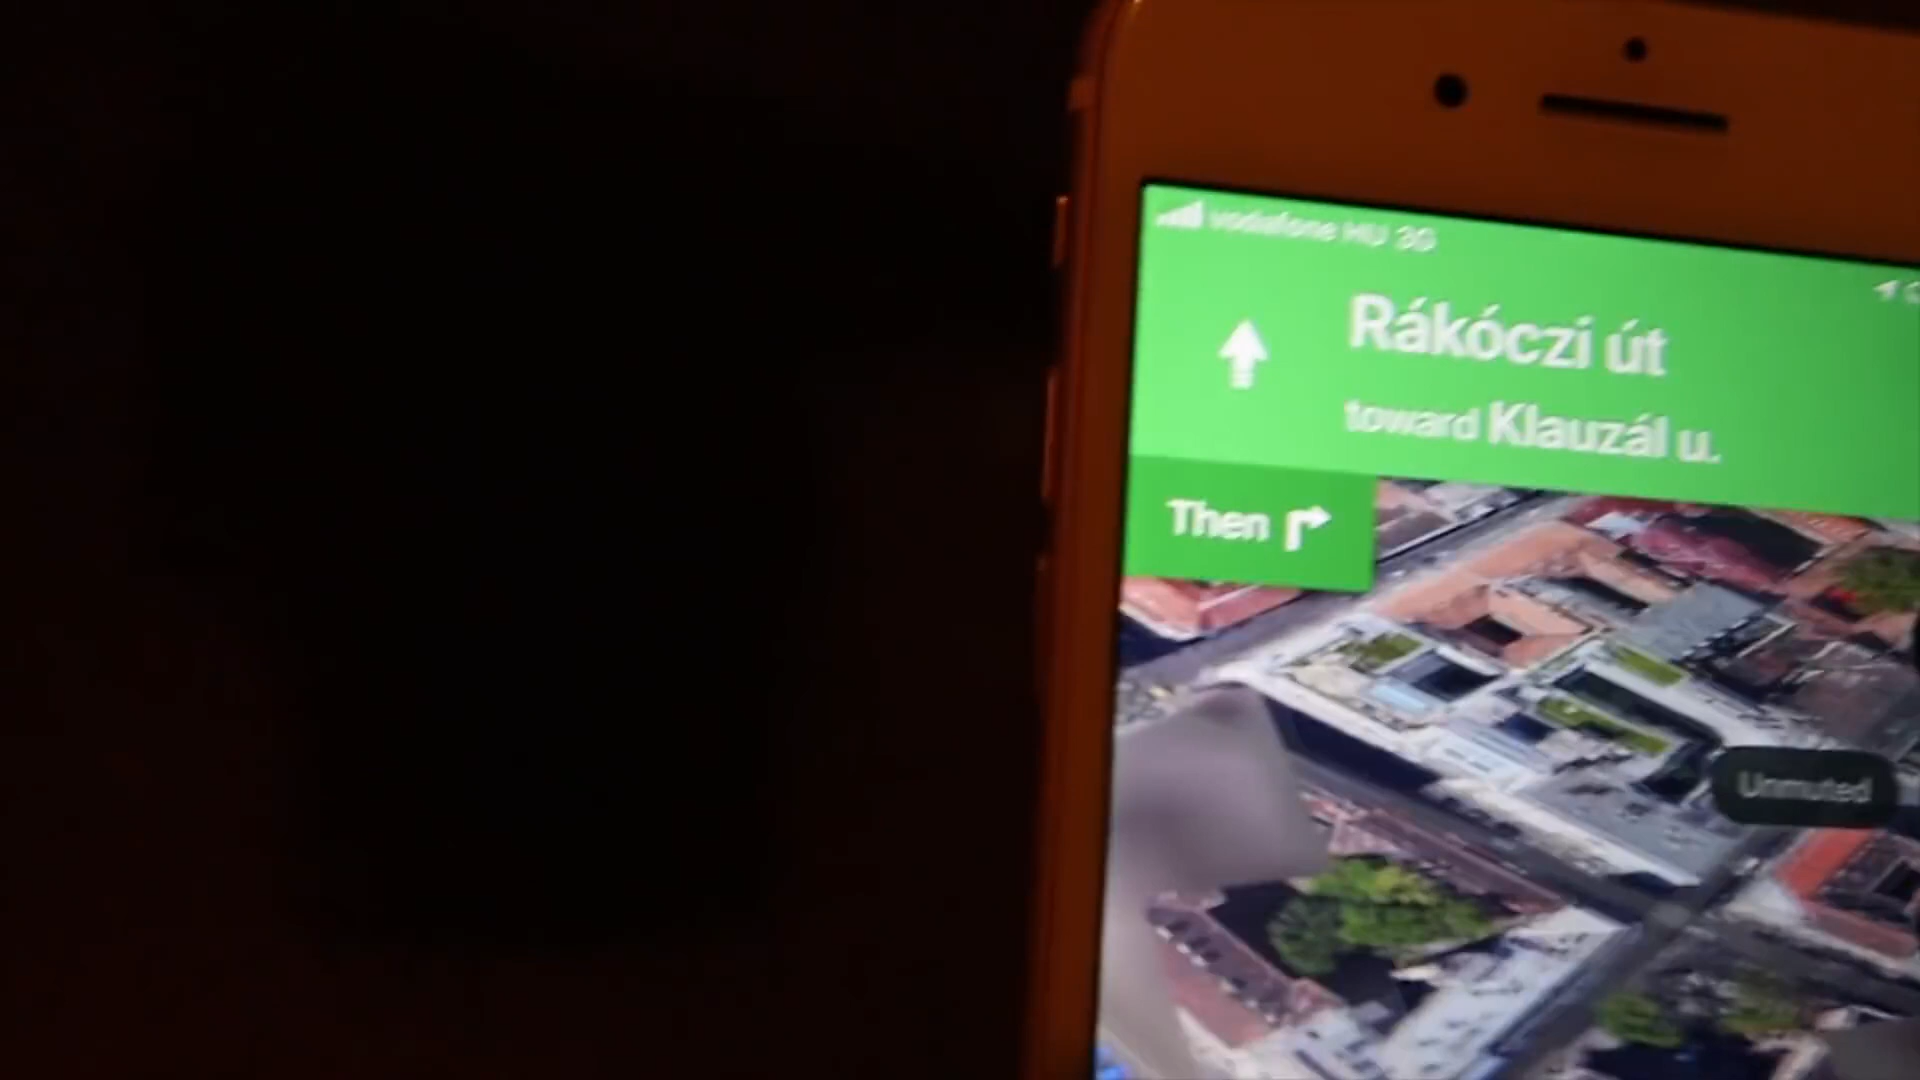 vodafone HU 3G
Rákóczi út
toward Klauzál u.
Then
Unmuted